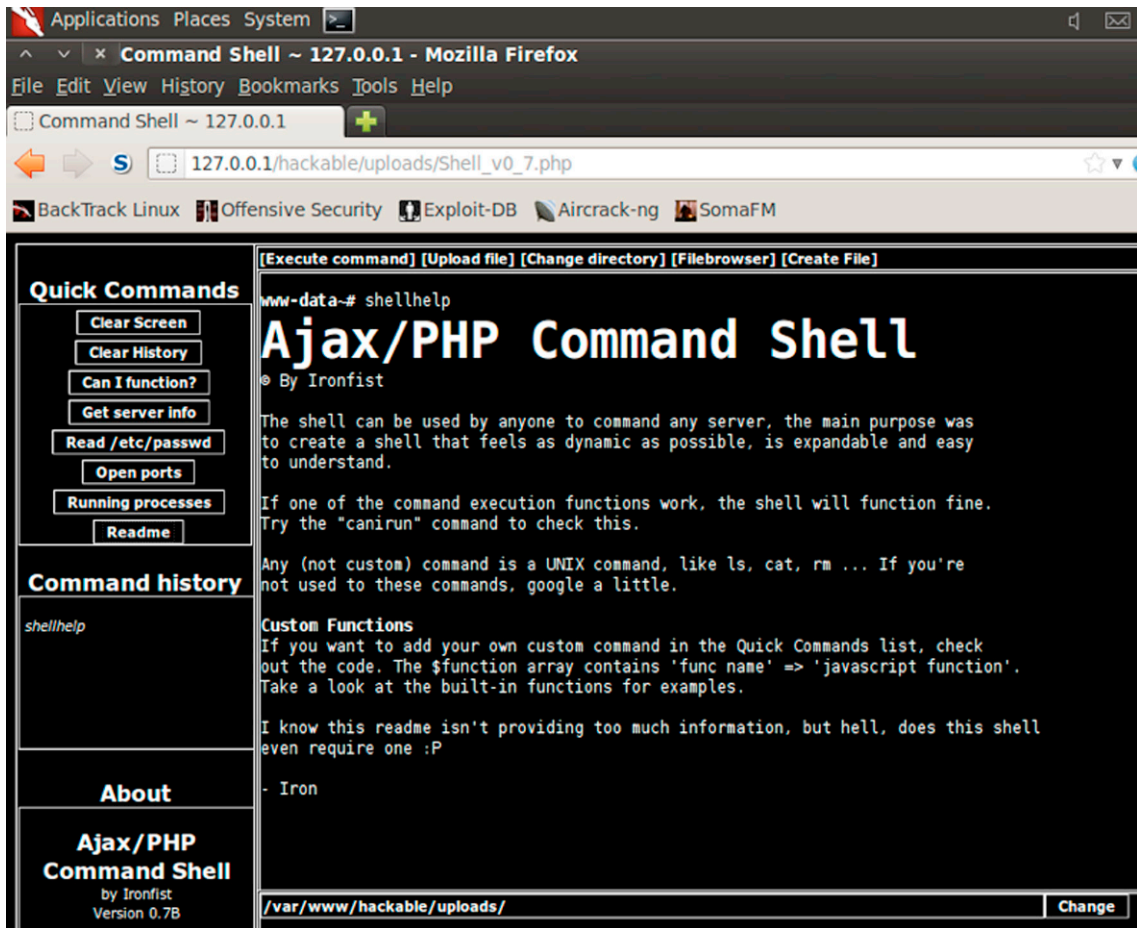 Applications Places System
Command Shell ~ 127.0.0.1 - Mozilla Firefox
File Edit View History Bookmarks Tools Help
Command Shell ~ 127.0.0.1
S 127.0.0.1/hackable/uploads/Shell_v0_7.php
BackTrack Linux Offensive Security Exploit-DB Aircrack-ng SomaFM
[Execute command] [Upload file] [Change directory] [Filebrowser] [Create File]
Quick Commands
Clear Screen
Clear History
Can I function?
Get server info
Read /etc/passwd
Open ports
Running processes
Readme
Command history
shellhelp
About
Ajax/PHP
Command Shell
by Ironfist
Version 0.7B
www-data~# shellhelp
Ajax/PHP Command Shell
© By Ironfist
The shell can be used by anyone to command any server, the main purpose was
to create a shell that feels as dynamic as possible, is expandable and easy
to understand.
If one of the command execution functions work, the shell will function fine.
Try the "canirun" command to check this.
Any (not custom) command is a UNIX command, like ls, cat, rm ... If you're
not used to these commands, google a little.
Custom Functions
If you want to add your own custom command in the Quick Commands list, check
out the code. The $function array contains 'func name' => 'javascript function'.
Take a look at the built-in functions for examples.
I know this readme isn't providing too much information, but hell, does this shell
even require one :P
- Iron
/var/www/hackable/uploads/ Change